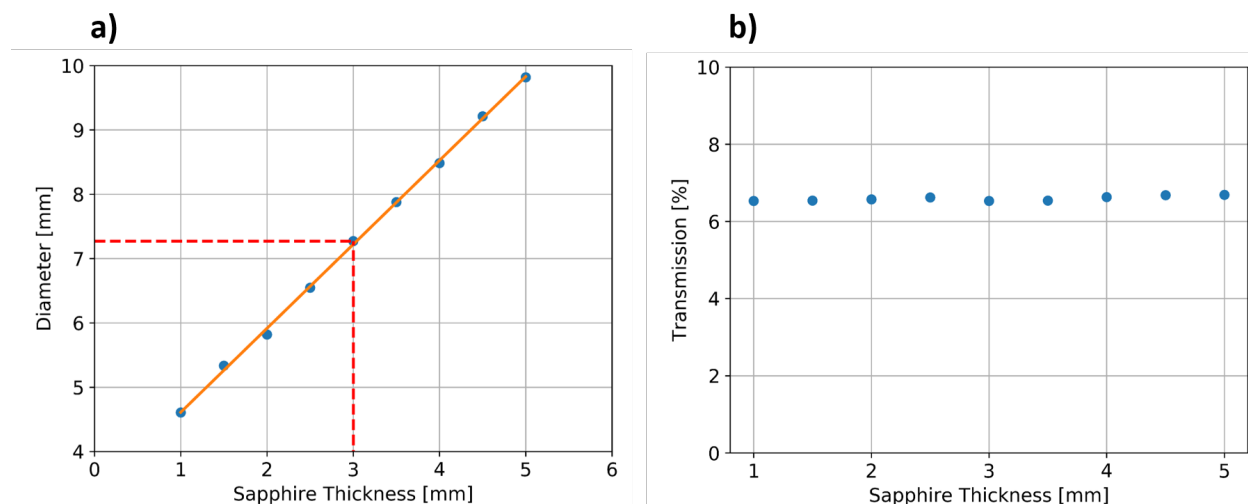 a)
10
9
8
7
6
5
4
0 1 2 3 4 5 6
Diameter [mm]
Sapphire Thickness [mm]
b)
10
8
6
4
2
0
1 2 3 4 5
Transmission [%]
Sapphire Thickness [mm]